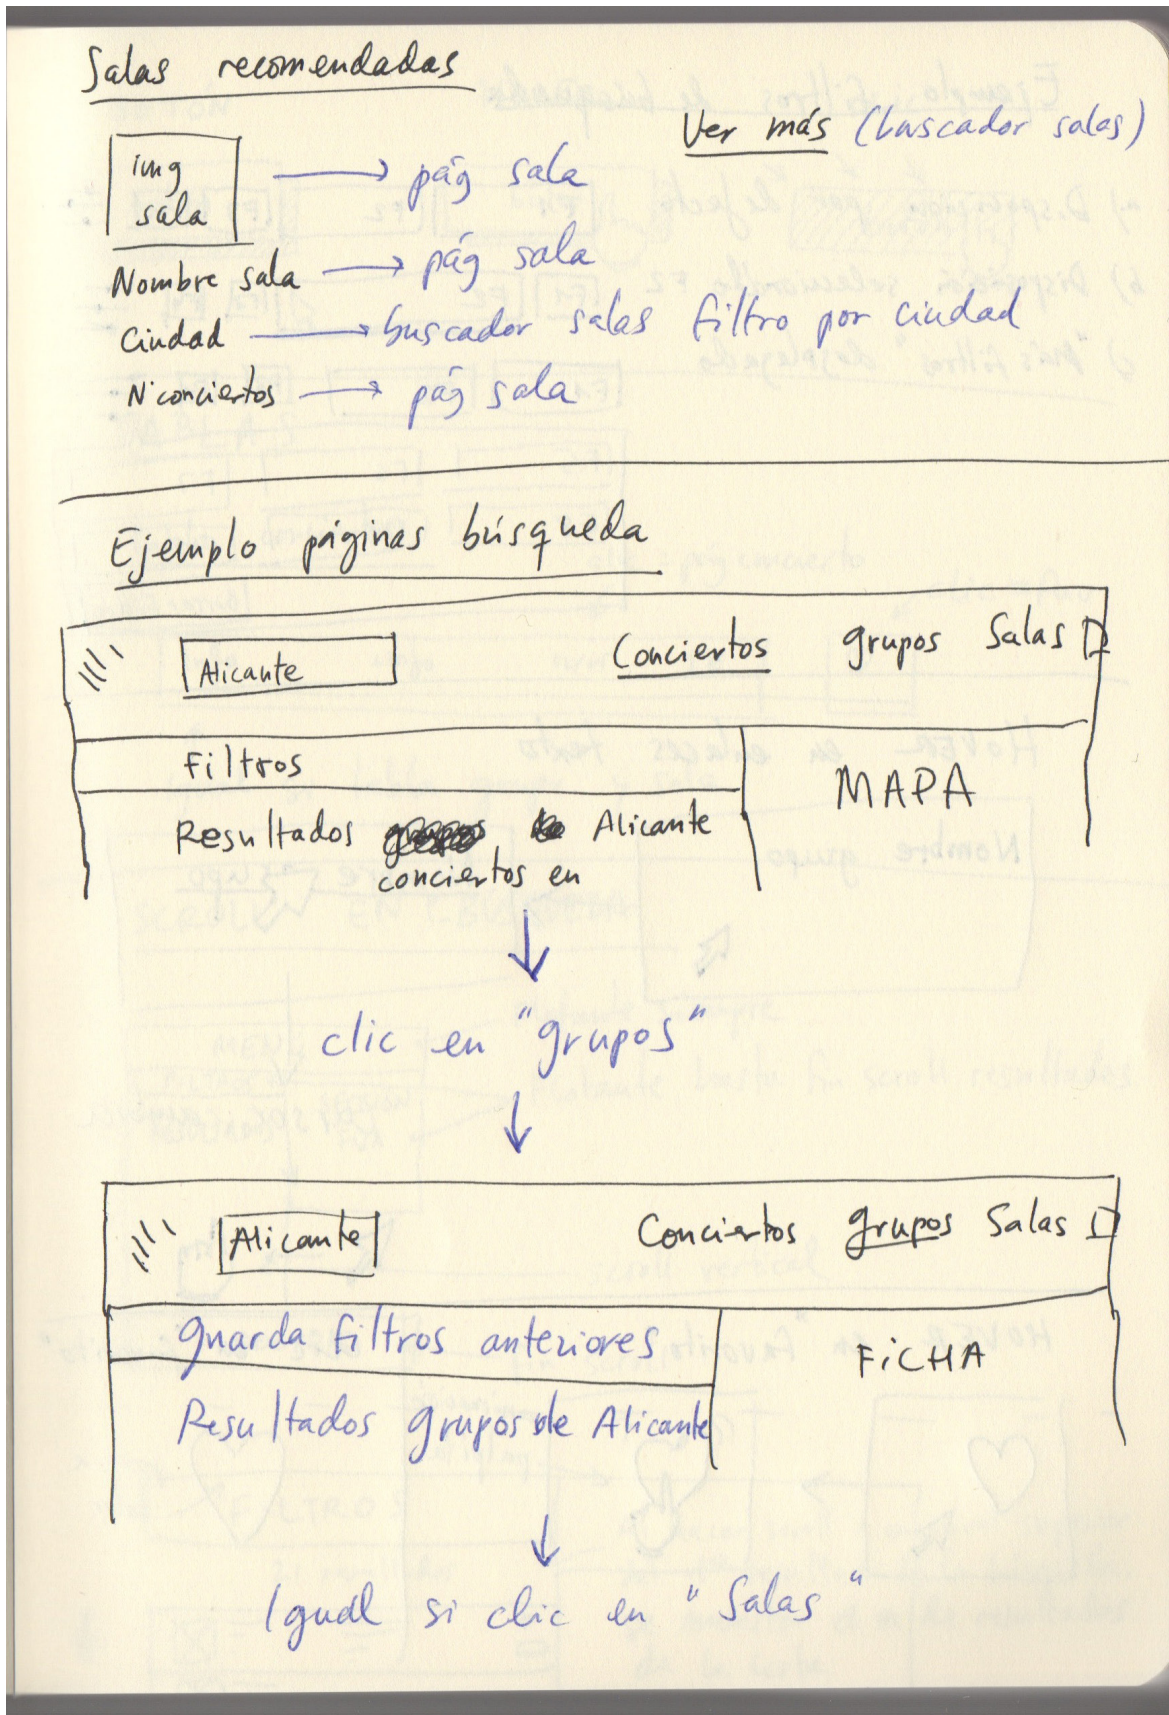 Salas recomendadas
Ver más (buscador salas)
img
sala → pág sala
Nombre sala → pág sala
Ciudad → buscador salas filtro por ciudad
Nº conciertos → pág sala
Ejemplo páginas búsqueda
Alicante Conciertos grupos Salas
Filtros
MAPA
Resultados Alicante
conciertos en
clic en "grupos"
Alicante Conciertos grupos Salas
guarda filtros anteriores
FiCHA
Resultados grupos de Alicante
Igual si clic en "Salas"